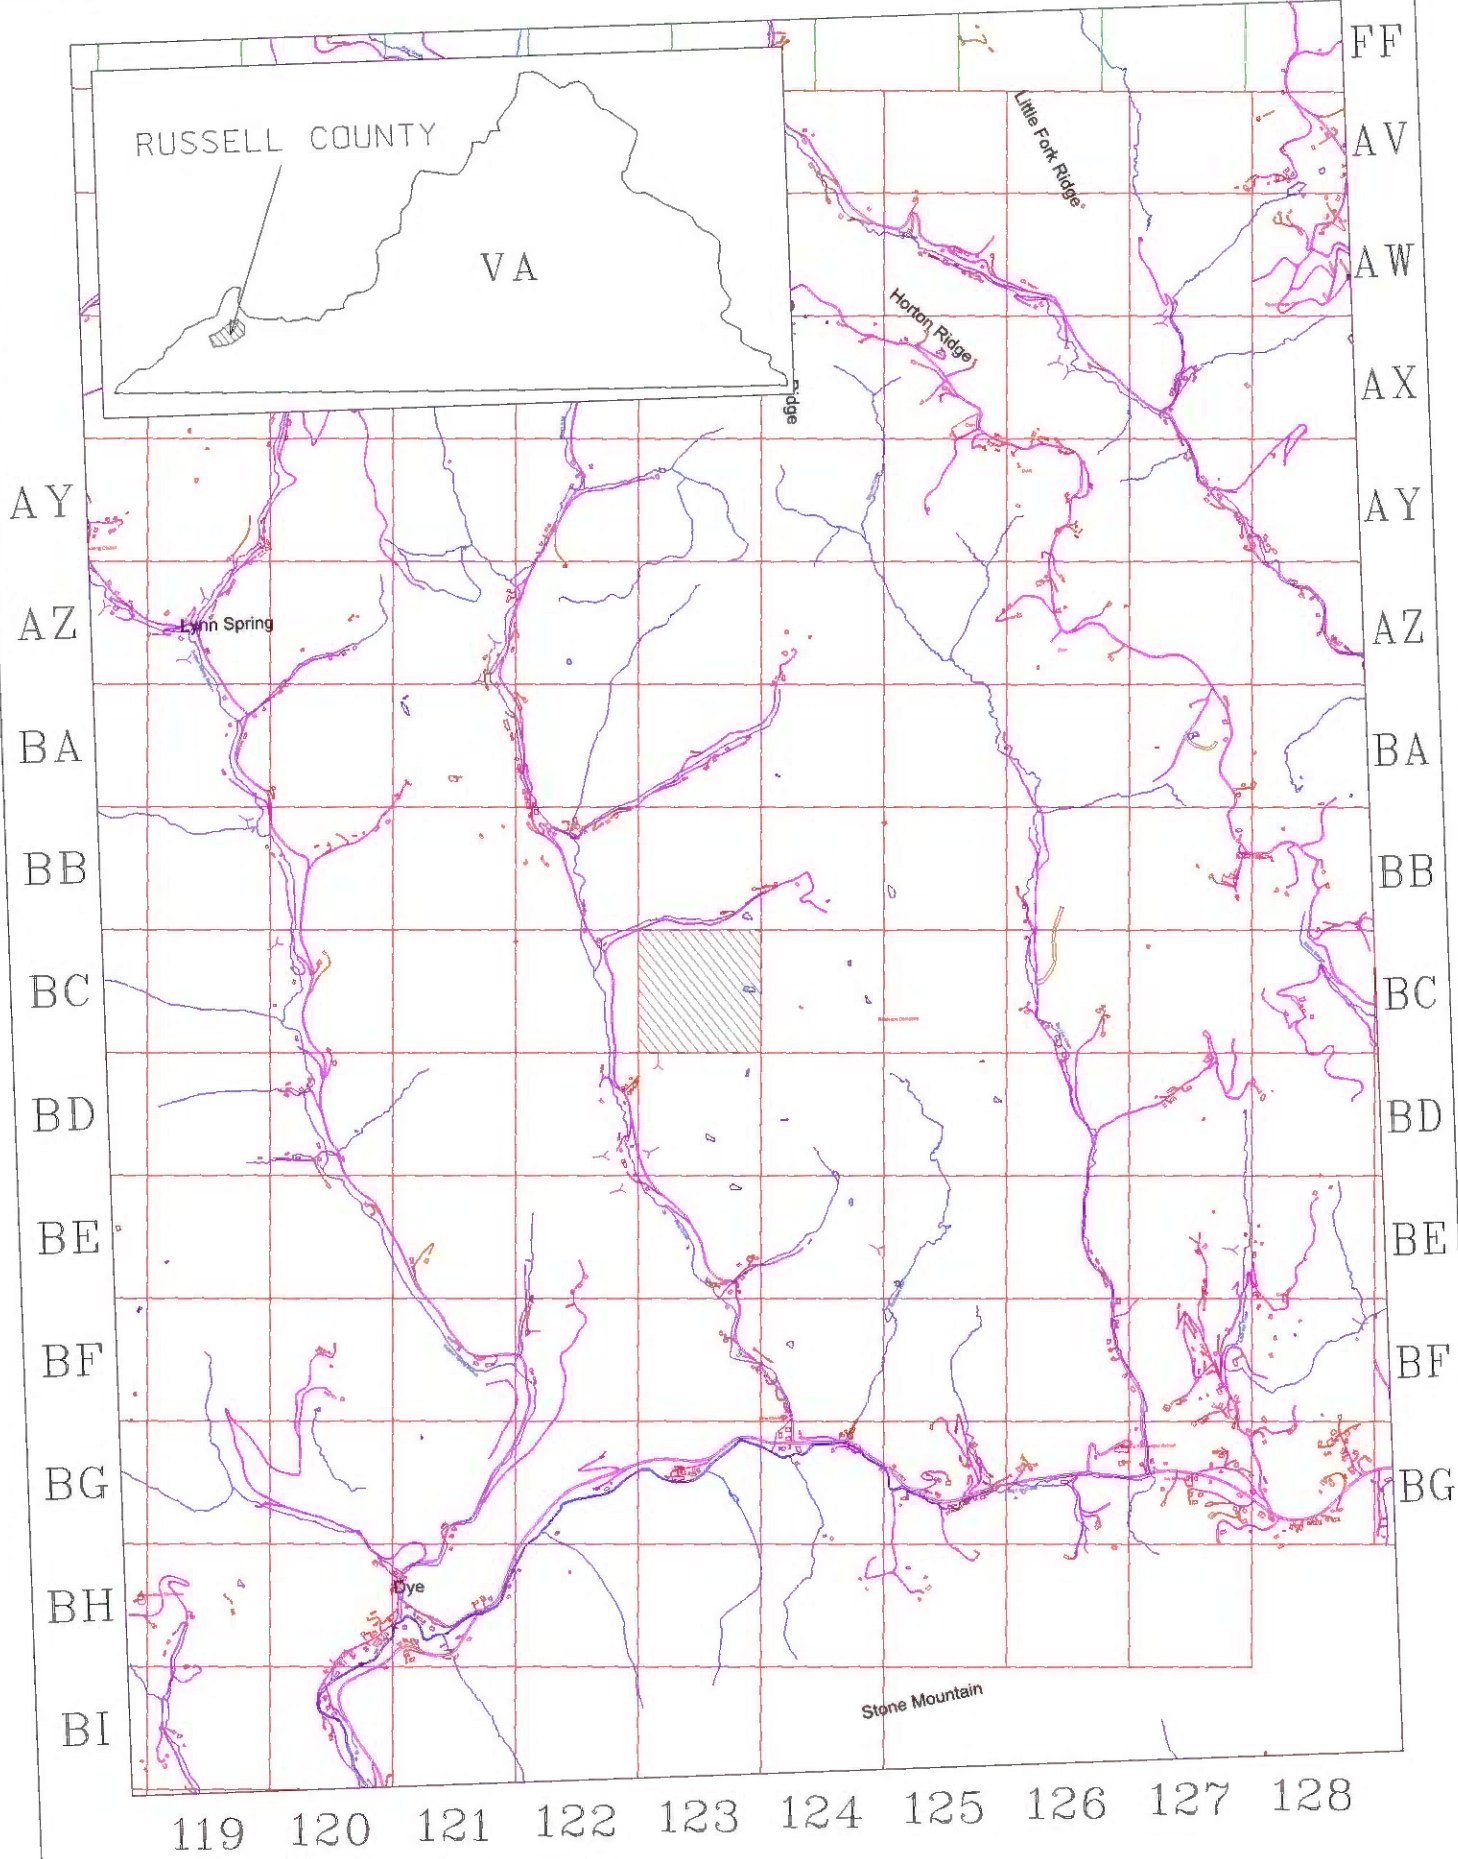 FF
RUSSELL COUNTY
VA
Little Fork Ridge
AV
AW
Horton Ridge
AX
AY
AY
Lynn Spring
AZ
AZ
BA
BA
BB
BB
BC
BC
BD
BD
BE
BE
BF
BF
BG
BG
Dye
BH
Stone Mountain
BI
119 120 121 122 123 124 125 126 127 128